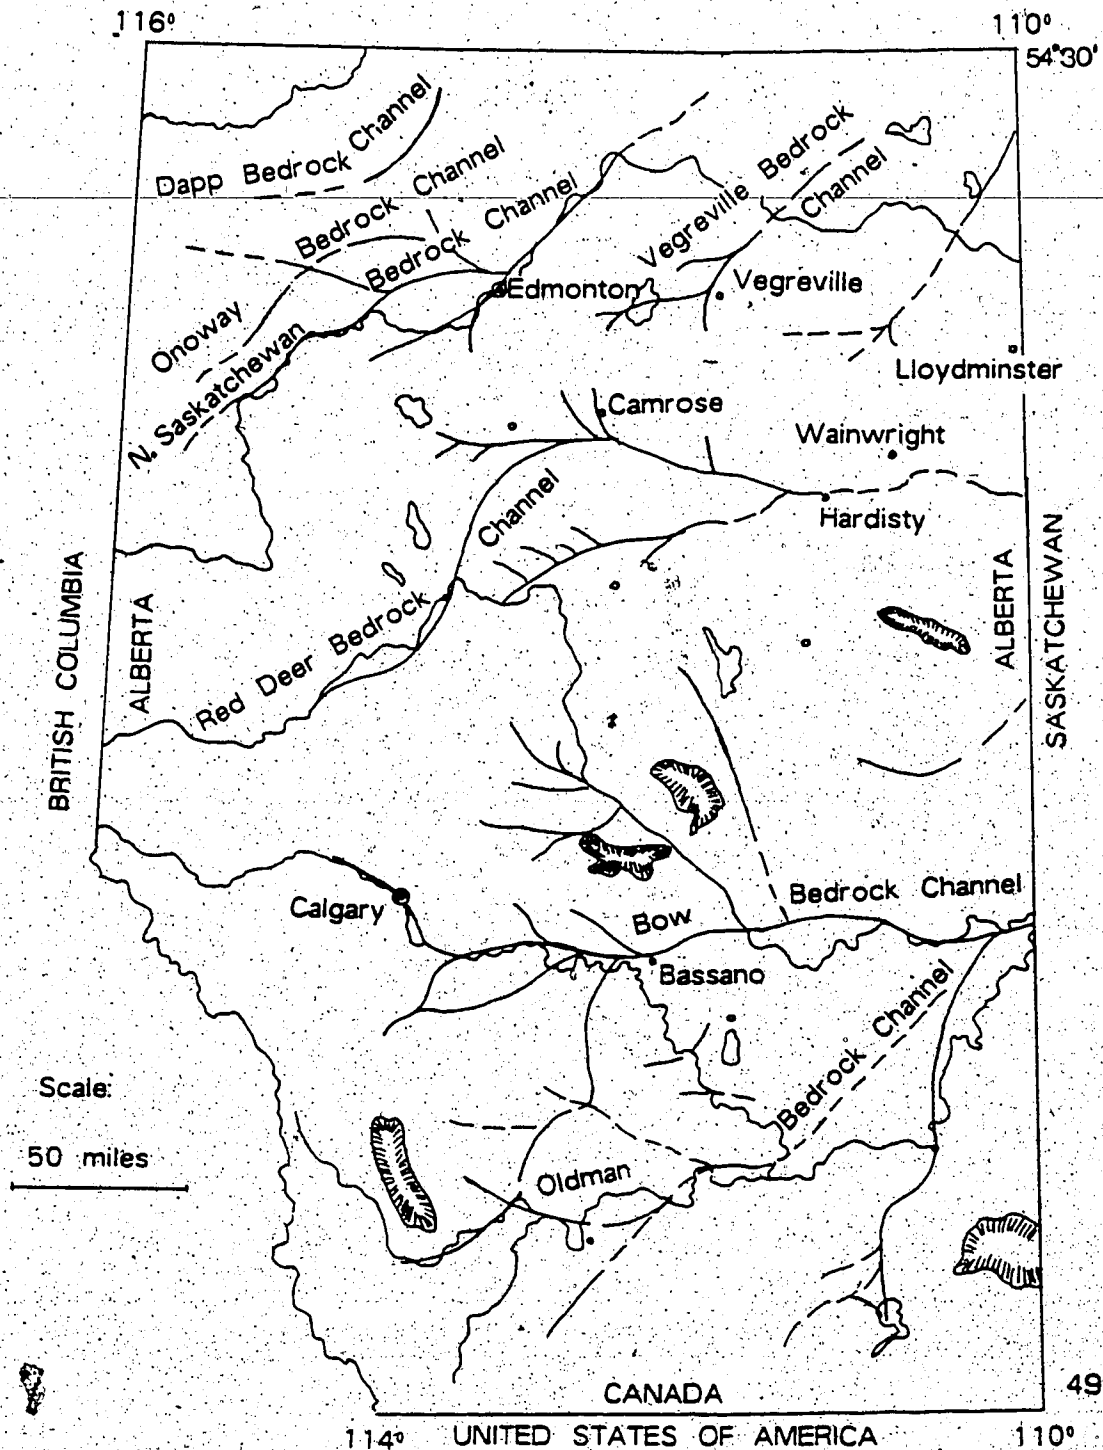 116°
110°
54°30'
Dapp Bedrock Channel
Bedrock Channel
Onoway
Bedrock Channel
N. Saskatchewan
Vegreville Bedrock
Channel
Edmonton
Vegreville
Lloydminster
Camrose
Wainwright
Hardisty
Channel
Red Deer Bedrock
BRITISH COLUMBIA
ALBERTA
ALBERTA
SASKATCHEWAN
Calgary
Bow
Bedrock Channel
Bassano
Bedrock Channel
Oldman
Scale:
50 miles
CANADA
49
114°
UNITED STATES OF AMERICA
110°